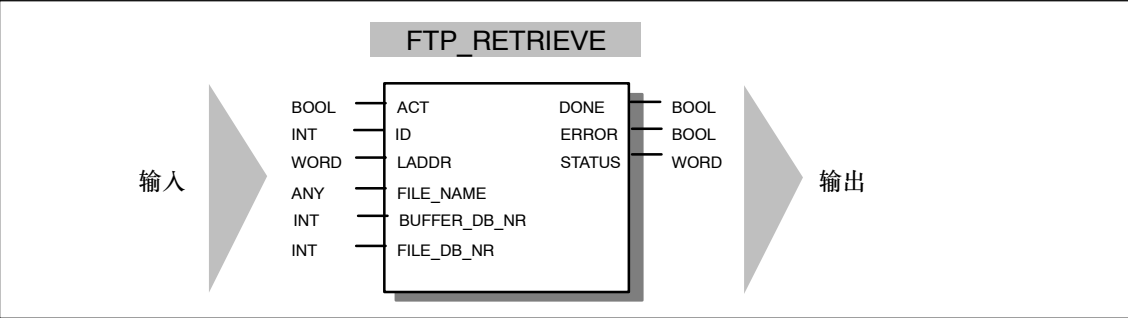 FTP_RETRIEVE
BOOL ACT DONE BOOL
INT ID ERROR BOOL
WORD LADDR STATUS WORD
输入 输出
ANY FILE_NAME
INT BUFFER_DB_NR
INT FILE_DB_NR